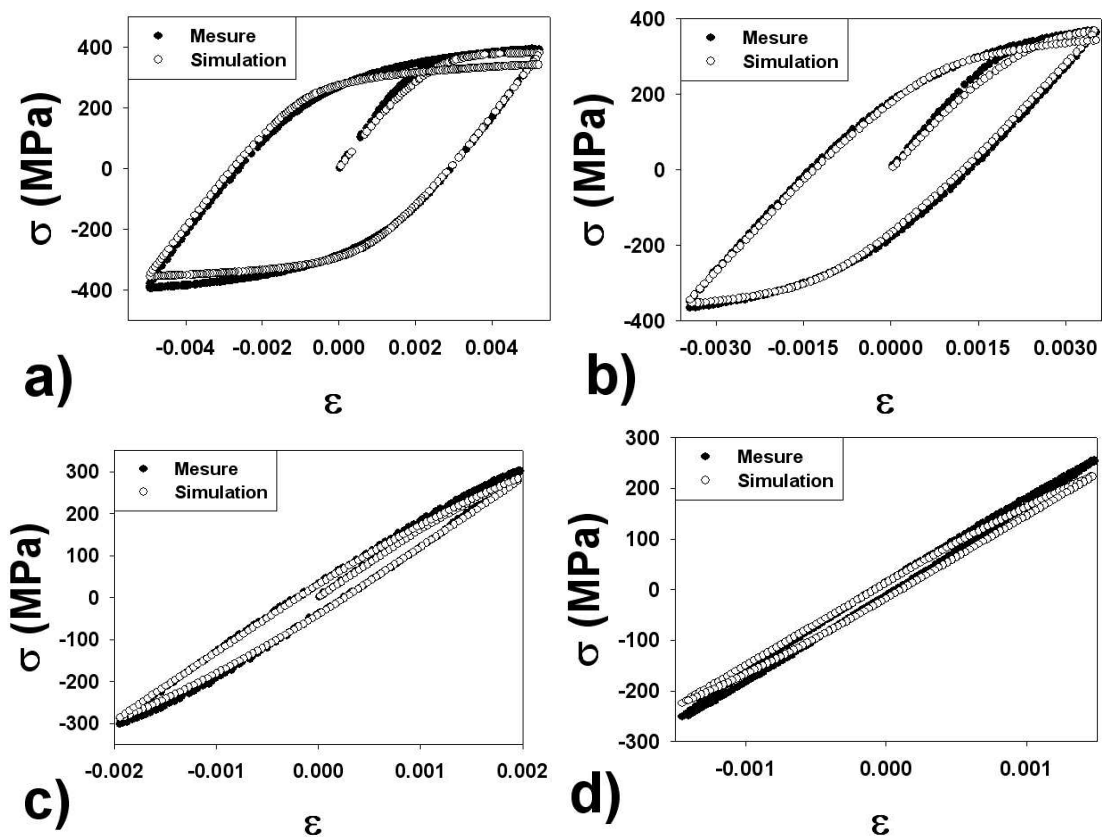 Mesure
Simulation
400
200
0
-200
-400
σ (MPa)
-0.004 -0.002 0.000 0.002 0.004
a)
ε
Mesure
Simulation
400
200
0
-200
-400
σ (MPa)
-0.0030 -0.0015 0.0000 0.0015 0.0030
b)
ε
Mesure
Simulation
300
200
100
0
-100
-200
-300
σ (MPa)
-0.002 -0.001 0.000 0.001 0.002
c)
ε
Mesure
Simulation
300
200
100
0
-100
-200
-300
σ (MPa)
-0.001 0.000 0.001
d)
ε